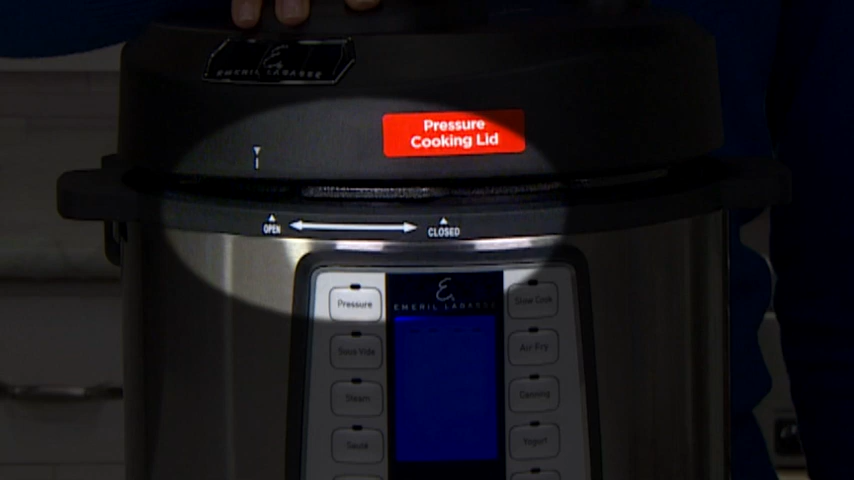 EMERIL LAGASSE
Pressure
Cooking Lid
OPEN
CLOSED
EMERIL LAGASSE
Pressure
Slow Cook
Sous Vide
Air Fry
Steam
Canning
Sauté
Yogurt